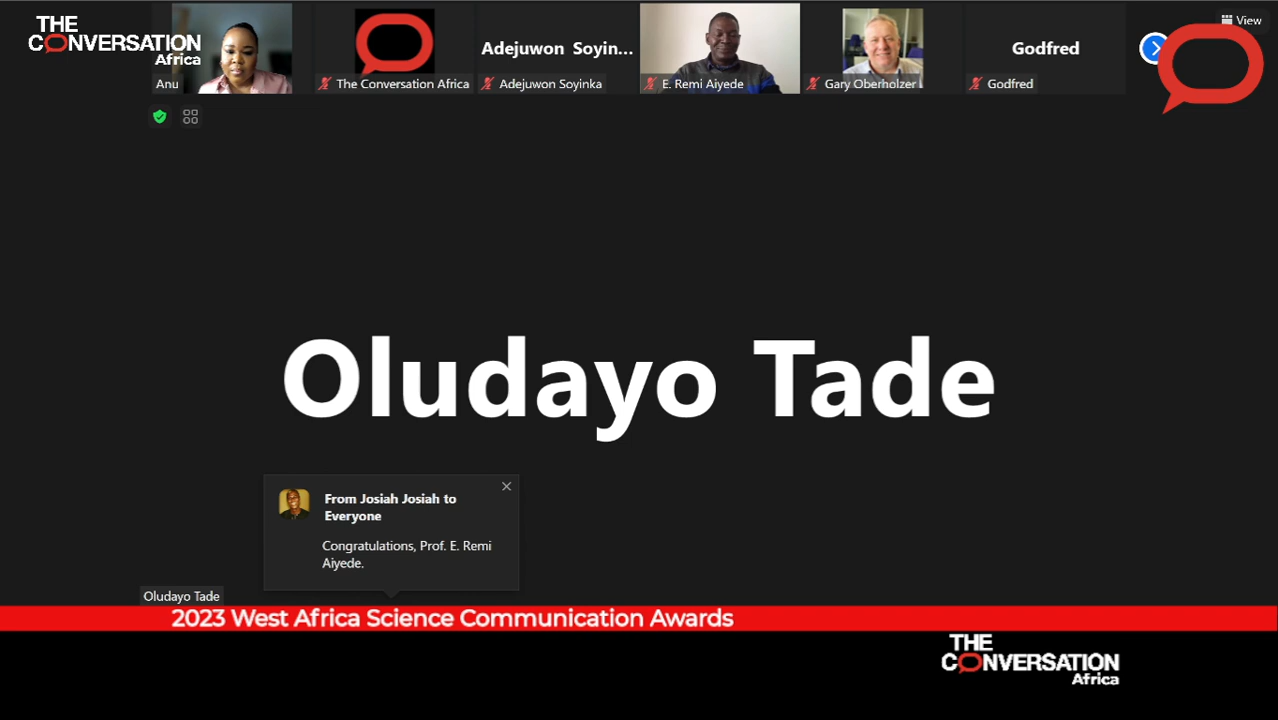 THE
CONVERSATION
Africa
Anu
The Conversation Africa
Adejuwon Soyin...
Adejuwon Soyinka
E. Remi Aiyede
Gary Oberholzer
Godfred
Godfred
View
Oludayo Tade
From Josiah Josiah to
Everyone
Congratulations, Prof. E. Remi
Aiyede.
Oludayo Tade
2023 West Africa Science Communication Awards
THE
CONVERSATION
Africa